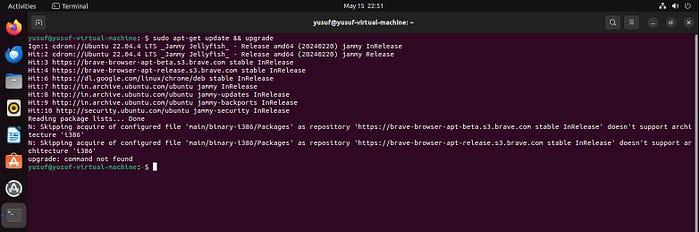 Activities
Terminal
May 15 22:51
yusuf@yusuf-virtual-machine: ~
yusuf@yusuf-virtual-machine:~$ sudo apt-get update && upgrade
Ign:1 cdrom://Ubuntu 22.04.4 LTS _Jammy Jellyfish_ - Release amd64 (20240220) jammy InRelease
Hit:2 cdrom://Ubuntu 22.04.4 LTS _Jammy Jellyfish_ - Release amd64 (20240220) jammy Release
Hit:3 https://brave-browser-apt-beta.s3.brave.com stable InRelease
Hit:4 https://brave-browser-apt-release.s3.brave.com stable InRelease
Hit:6 https://dl.google.com/linux/chrome/deb stable InRelease
Hit:7 http://in.archive.ubuntu.com/ubuntu jammy InRelease
Hit:8 http://in.archive.ubuntu.com/ubuntu jammy-updates InRelease
Hit:9 http://in.archive.ubuntu.com/ubuntu jammy-backports InRelease
Hit:10 http://security.ubuntu.com/ubuntu jammy-security InRelease
Reading package lists... Done
N: Skipping acquire of configured file 'main/binary-i386/Packages' as repository 'https://brave-browser-apt-beta.s3.brave.com stable InRelease' doesn't support archi
tecture 'i386'
N: Skipping acquire of configured file 'main/binary-i386/Packages' as repository 'https://brave-browser-apt-release.s3.brave.com stable InRelease' doesn't support ar
chitecture 'i386'
upgrade: command not found
yusuf@yusuf-virtual-machine:~$